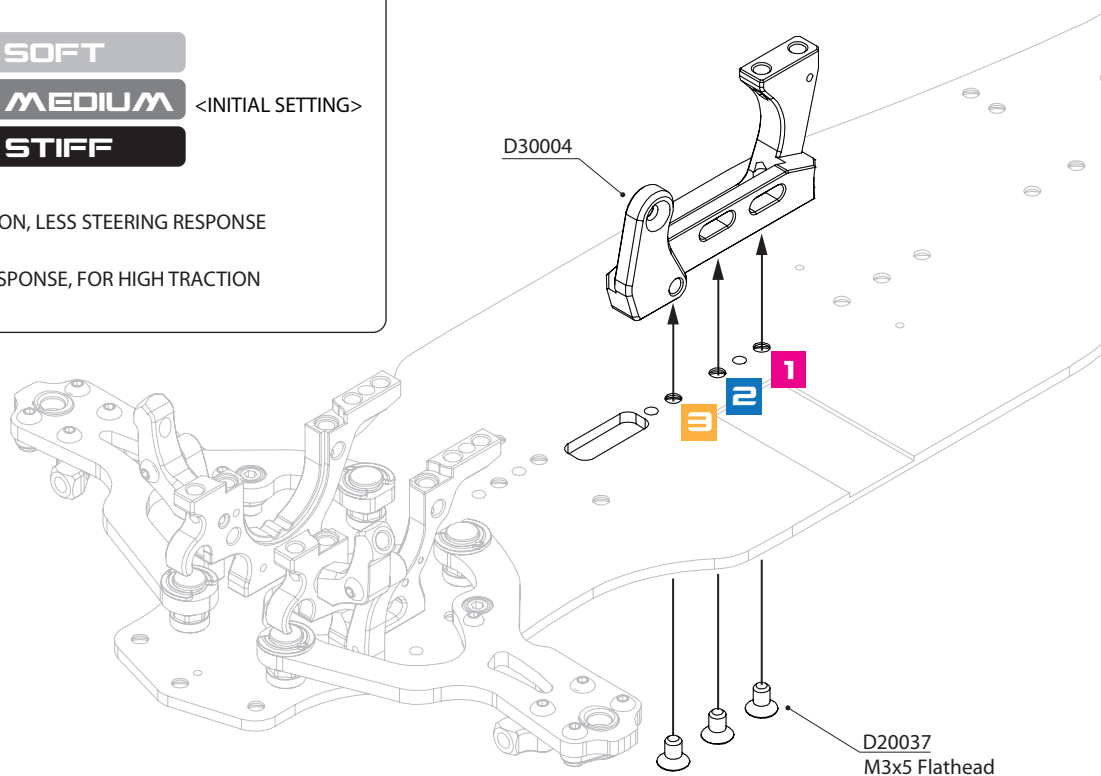 SOFT
MEDIUM <INITIAL SETTING>
STIFF
ON, LESS STEERING RESPONSE
SPONSE, FOR HIGH TRACTION
D30004
1
2
3
D20037
M3x5 Flathead